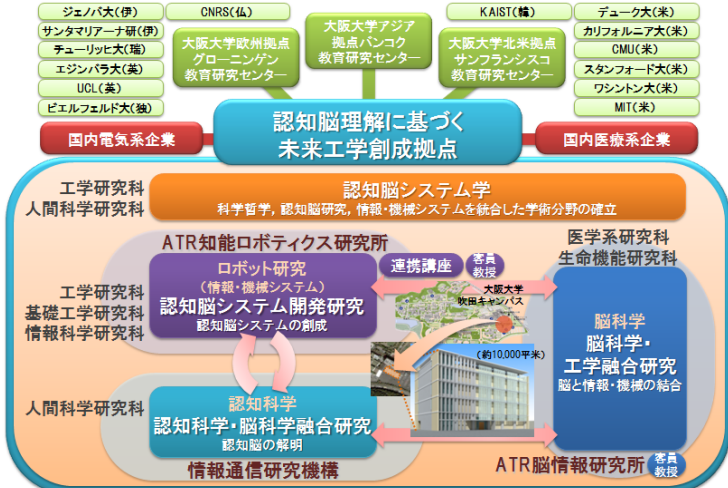 ジェノバ大(伊)
サンタマリアーナ研(伊)
チューリッヒ大(瑞)
エジンバラ大(英)
UCL(英)
ビエルフェルド大(独)
CNRS(仏)
大阪大学欧州拠点
グローニンゲン
教育研究センター
大阪大学アジア
拠点バンコク
教育研究センター
大阪大学北米拠点
サンフランシスコ
教育研究センター
KAIST(韓)
デューク大(米)
カリフォルニア大(米)
CMU(米)
スタンフォード大(米)
ワシントン大(米)
MIT(米)
国内電気系企業
認知脳理解に基づく
未来工学創成拠点
国内医療系企業
工学研究科
人間科学研究科
認知脳システム学
科学哲学，認知脳研究，情報・機械システムを統合した学術分野の確立
ATR知能ロボティクス研究所
医学系研究科
生命機能研究科
工学研究科
基礎工学研究科
情報科学研究科
ロボット研究
(情報・機械システム)
認知脳システム開発研究
認知脳システムの創成
連携講座
客員
教授
大阪大学
吹田キャンパス
(約10,000平米)
脳科学
脳科学・
工学融合研究
脳と情報・機械の結合
人間科学研究科
認知科学
認知科学・脳科学融合研究
認知脳の解明
情報通信研究機構
ATR脳情報研究所
客員
教授